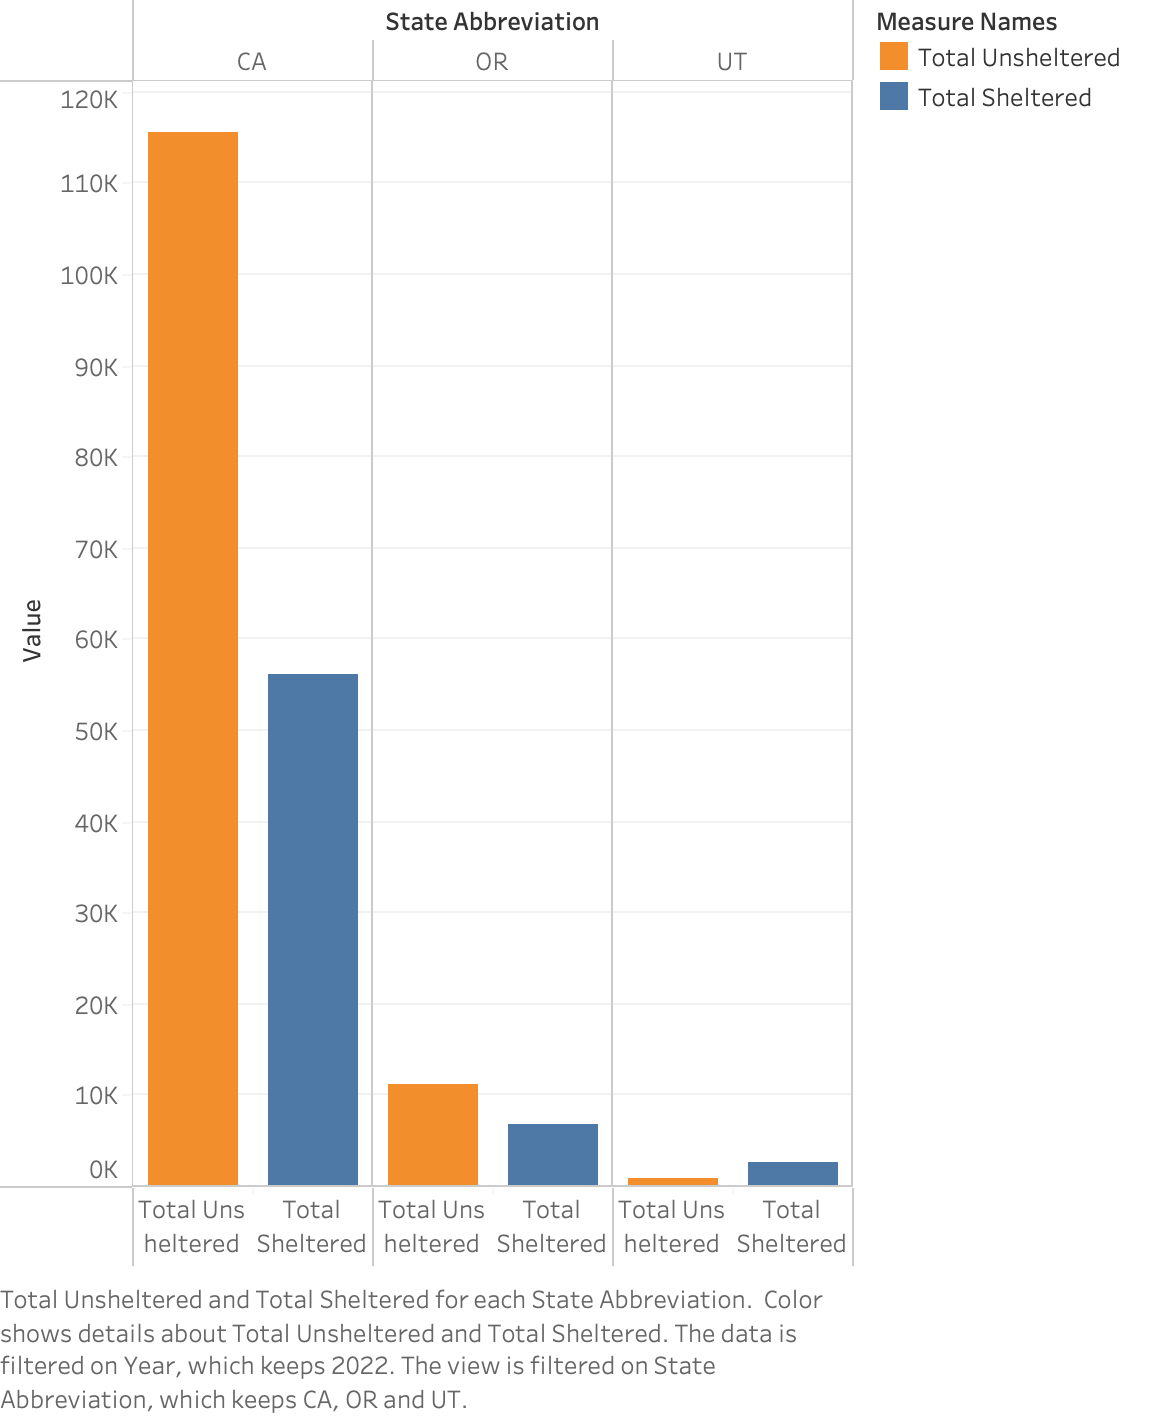 State Abbreviation
CA
OR
UT
Measure Names
Total Unsheltered
Total Sheltered
120K
110K
100K
90K
80K
70K
60K
50K
40K
30K
20K
10K
0K
Value
Total Uns
heltered
Total
Sheltered
Total Uns
heltered
Total
Sheltered
Total Uns
heltered
Total
Sheltered
Total Unsheltered and Total Sheltered for each State Abbreviation.  Color
shows details about Total Unsheltered and Total Sheltered. The data is
filtered on Year, which keeps 2022. The view is filtered on State
Abbreviation, which keeps CA, OR and UT.